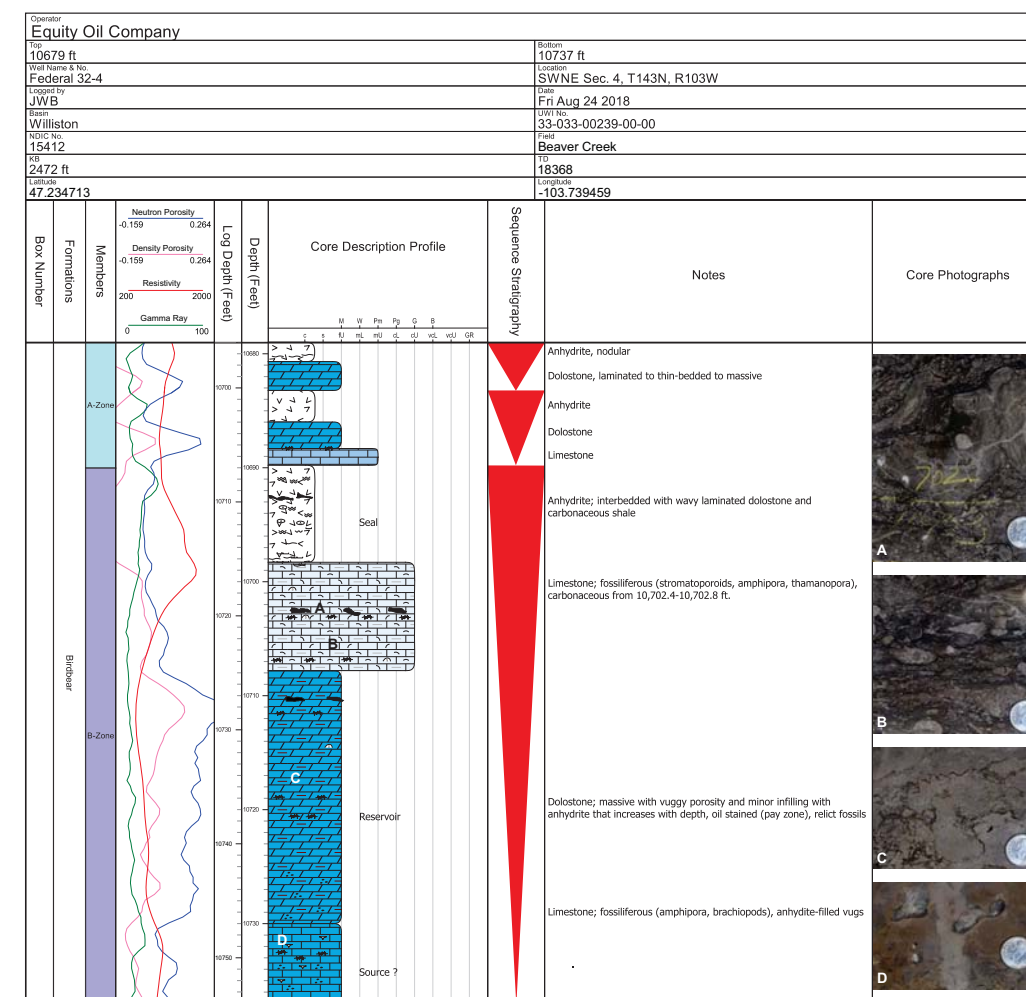 Operator
Equity Oil Company
Top
10679 ft
Bottom
10737 ft
Well Name & No.
Federal 32-4
Location
SWNE Sec. 4, T143N, R103W
Logged by
JWB
Date
Fri Aug 24 2018
Basin
Williston
UWI No.
33-033-00239-00-00
NDIC No.
15412
Field
Beaver Creek
KB
2472 ft
TD
18368
Latitude
47.234713
Longitude
-103.739459
Box Number
Formations
Members
Neutron Porosity
-0.159 0.264
Density Porosity
-0.159 0.264
Resistivity
200 2000
Gamma Ray
0 100
Log Depth (Feet)
Depth (Feet)
Core Description Profile
M W Pm Pg G B
c s fU mL mU cL cU vcL vcU GR
Sequence Stratigraphy
Notes
Core Photographs
Birdbear
A-Zone
B-Zone
10700
10710
10720
10730
10740
10750
10680
10690
10700
10710
10720
10730
Seal
A
B
C
Reservoir
D
Source ?
Anhydrite, nodular
Dolostone, laminated to thin-bedded to massive
Anhydrite
Dolostone
Limestone
Anhydrite; interbedded with wavy laminated dolostone and
carbonaceous shale
Limestone; fossiliferous (stromatoporoids, amphipora, thamanopora),
carbonaceous from 10,702.4-10,702.8 ft.
Dolostone; massive with vuggy porosity and minor infilling with
anhydrite that increases with depth, oil stained (pay zone), relict fossils
Limestone; fossiliferous (amphipora, brachiopods), anhydite-filled vugs
A
B
C
D